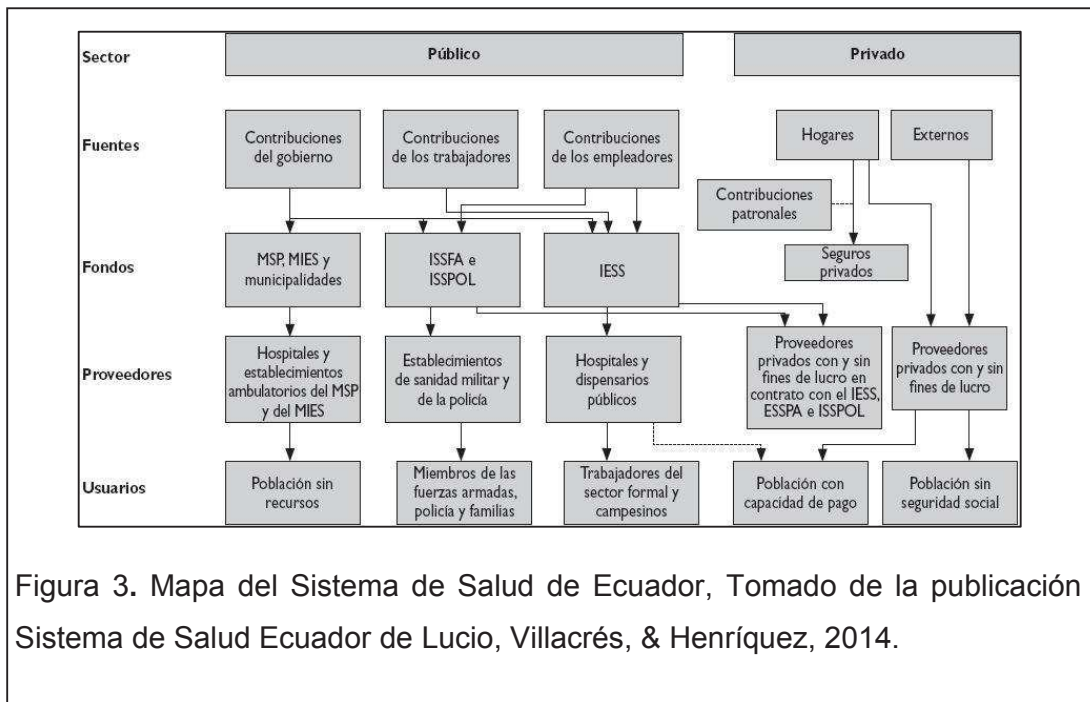 Sector
Público
Privado
Fuentes
Contribuciones
del gobierno
Contribuciones
de los trabajadores
Contribuciones
de los empleadores
Hogares
Externos
Contribuciones
patronales
Seguros
privados
Fondos
MSP, MIES y
municipalidades
ISSFA e
ISSPOL
IESS
Proveedores
Hospitales y
establecimientos
ambulatorios del MSP
y del MIES
Establecimientos
de sanidad militar y
de la policía
Hospitales y
dispensarios
públicos
Proveedores
privados con y sin
fines de lucro en
contrato con el IESS,
ESSPA e ISSPOL
Proveedores
privados con y sin
fines de lucro
Usuarios
Población sin
recursos
Miembros de las
fuerzas armadas,
policía y familias
Trabajadores del
sector formal y
campesinos
Población con
capacidad de pago
Población sin
seguridad social
Figura 3. Mapa del Sistema de Salud de Ecuador, Tomado de la publicación
Sistema de Salud Ecuador de Lucio, Villacrés, & Henríquez, 2014.